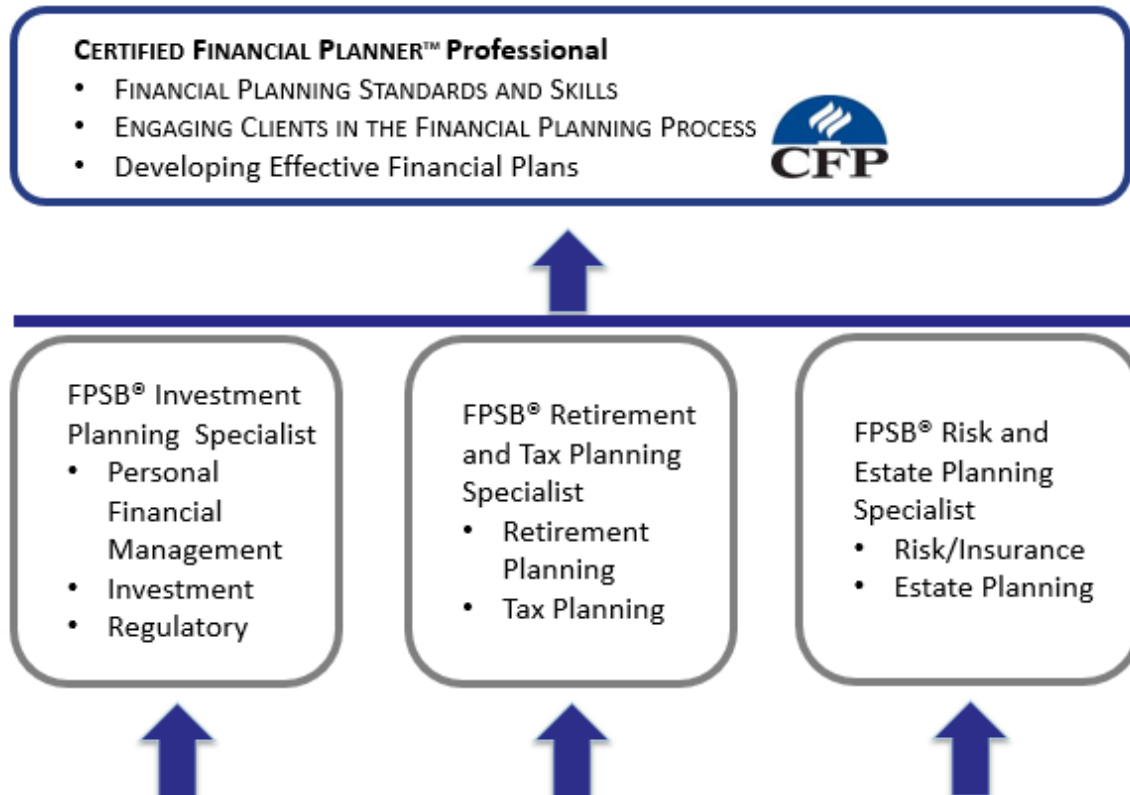 CERTIFIED FINANCIAL PLANNER™ Professional
• FINANCIAL PLANNING STANDARDS AND SKILLS
• ENGAGING CLIENTS IN THE FINANCIAL PLANNING PROCESS
• Developing Effective Financial Plans
CFP
FPSB® Investment
Planning Specialist
• Personal
Financial
Management
• Investment
• Regulatory
FPSB® Retirement
and Tax Planning
Specialist
• Retirement
Planning
• Tax Planning
FPSB® Risk and
Estate Planning
Specialist
• Risk/Insurance
• Estate Planning